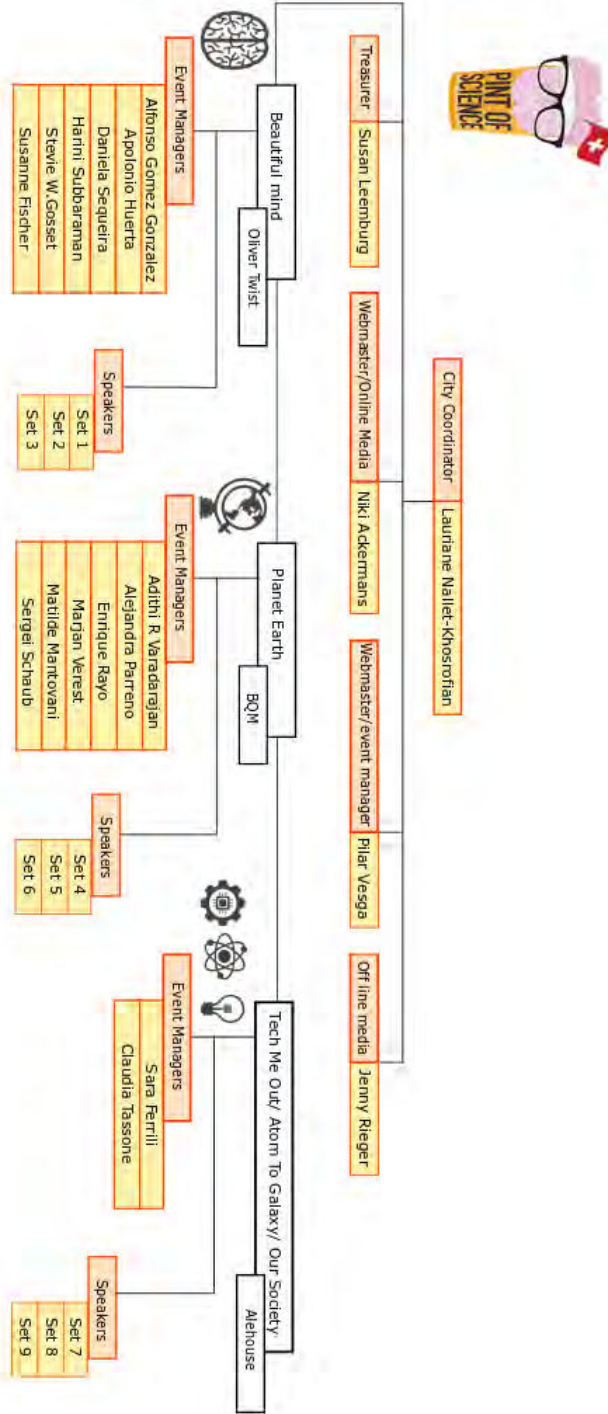 PINT OF
SCIENCE
City Coordinator
Lauriane Nallet-Khosrofian
Treasurer
Susan Leemburg
Webmaster/Online Media
Niki Ackermans
Webmaster/event manager
Pilar Vesga
Off line media
Jenny Rieger
Beautiful mind
Oliver Twist
Event Managers
Alfonso Gomez Gonzalez
Apolonio Huerta
Daniela Sequeira
Harini Subbaraman
Stevie W.Gosset
Susanne Fischer
Speakers
Set 1
Set 2
Set 3
Planet Earth
BQM
Event Managers
Adithi R Varadarajan
Alejandra Parreno
Enrique Rayo
Marjan Verest
Matilde Mantovani
Sergei Schaub
Speakers
Set 4
Set 5
Set 6
Tech Me Out/ Atom To Galaxy/ Our Society
Alehouse
Event Managers
Sara Ferrili
Claudia Tassone
Speakers
Set 7
Set 8
Set 9